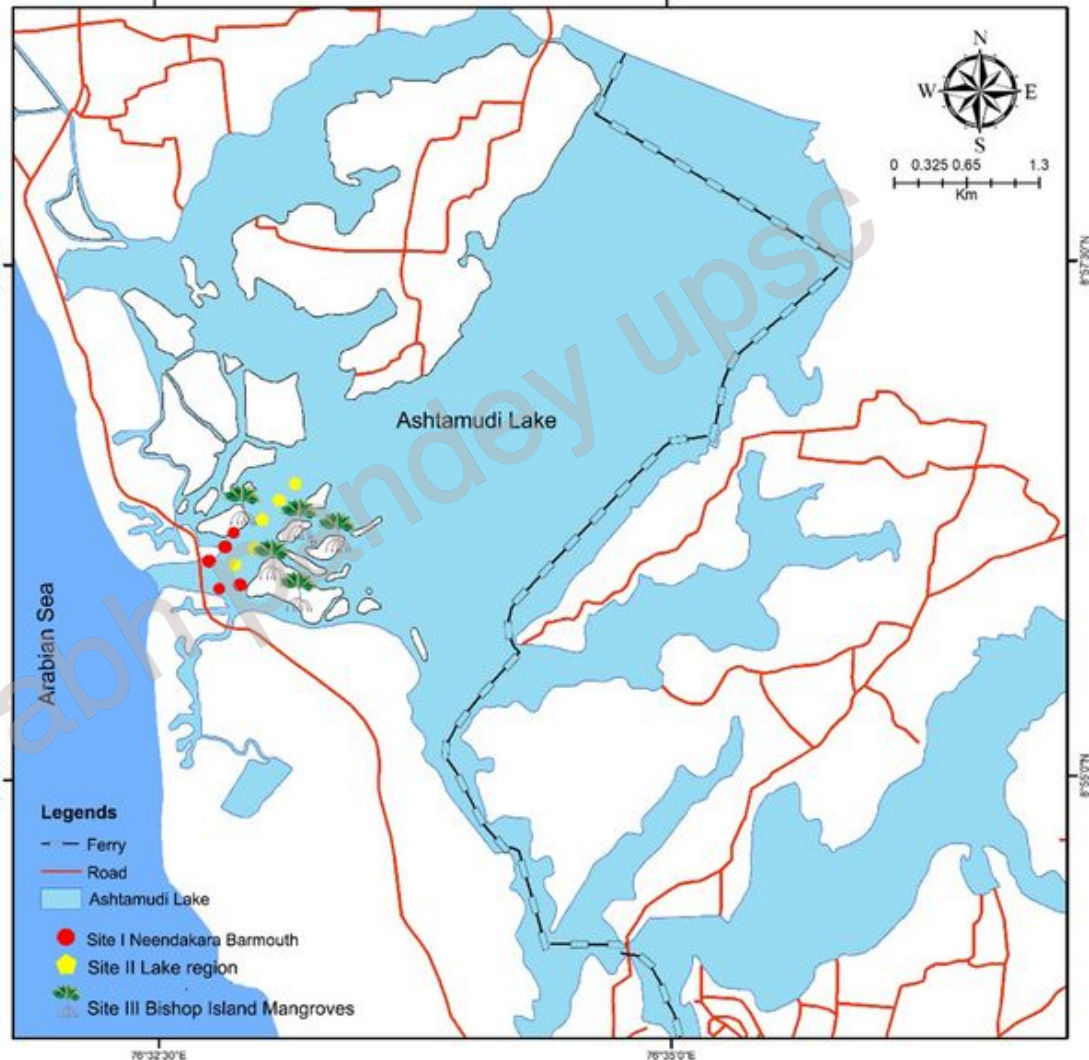 N
W E
S
0 0.325 0.65 1.3
Km
8°57'30"N
Ashtamudi Lake
Arabian Sea
8°55'0"N
Legends
Ferry
Road
Ashtamudi Lake
Site I Neendakara Barmouth
Site II Lake region
Site III Bishop Island Mangroves
76°32'30"E 76°35'0"E
pandey upsc